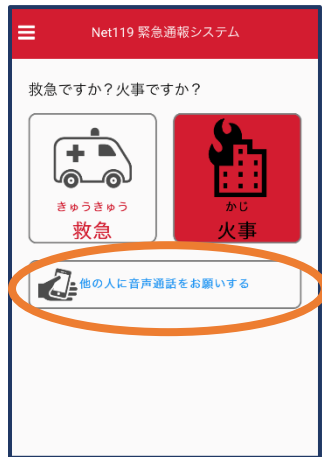 Net119 緊急通報システム
救急ですか？火事ですか？
きゅうきゅう
救急
かじ
火事
他の人に音声通話をお願いする